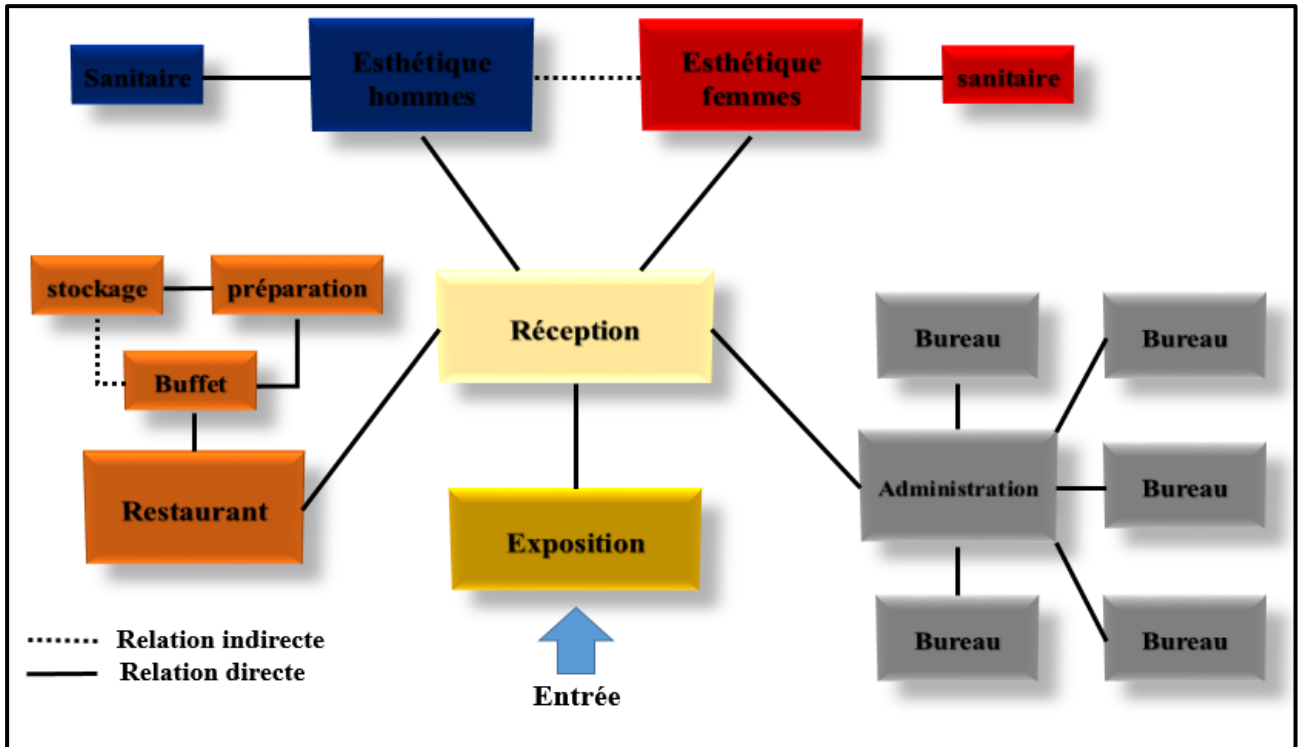 Sanitaire
Esthétique
hommes
Esthétique
femmes
sanitaire
stockage
préparation
Buffet
Restaurant
Réception
Exposition
Entrée
Bureau
Bureau
Administration
Bureau
Bureau
Bureau
Relation indirecte
Relation directe